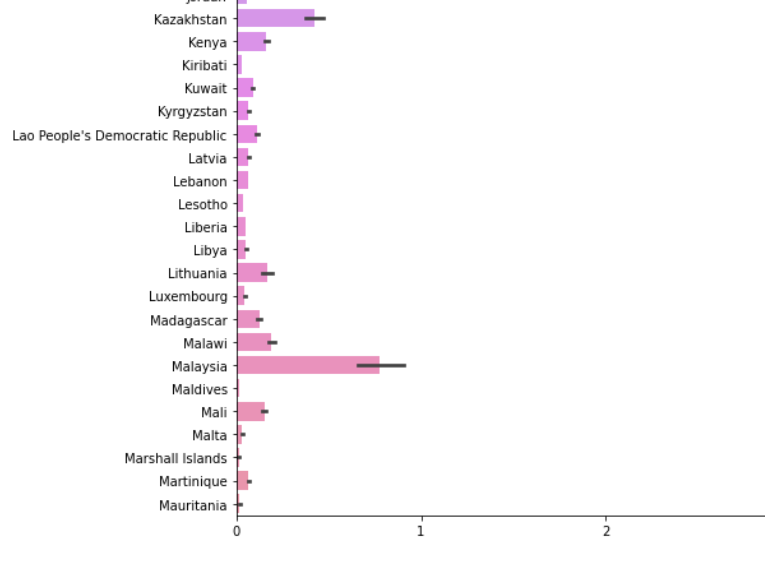 Kazakhstan
Kenya
Kiribati
Kuwait
Kyrgyzstan
Lao People's Democratic Republic
Latvia
Lebanon
Lesotho
Liberia
Libya
Lithuania
Luxembourg
Madagascar
Malawi
Malaysia
Maldives
Mali
Malta
Marshall Islands
Martinique
Mauritania
0 1 2